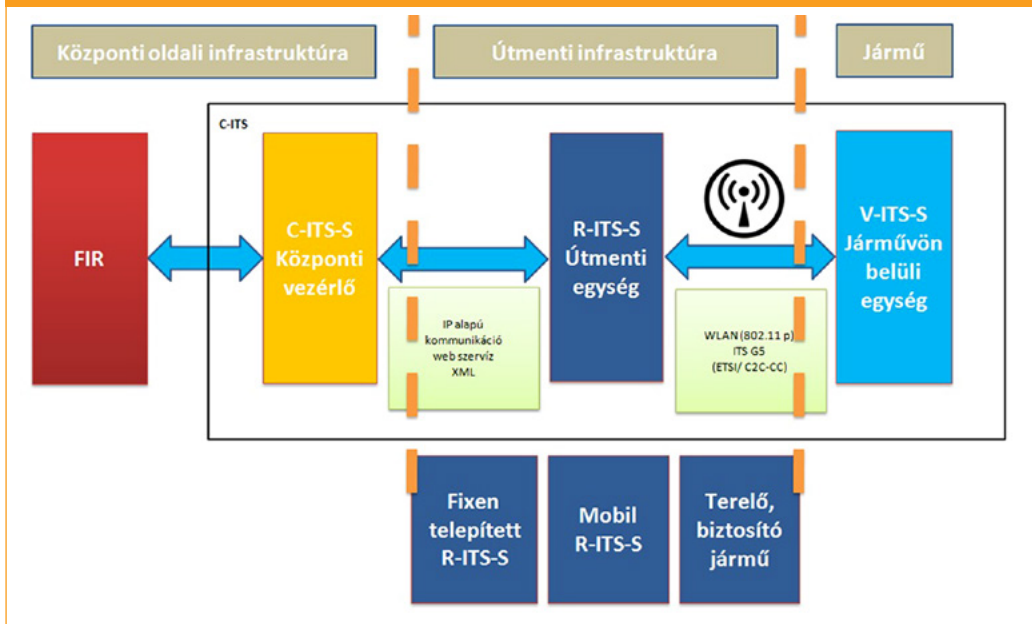 Központi oldali infrastruktúra
Útmenti infrastruktúra
Jármű
C-ITS
FIR
C-ITS-S
Központi
vezérlő
R-ITS-S
Útmenti
egység
V-ITS-S
Járművön
belüli
egység
IP alapú
kommunikáció
web szervíz
XML
WLAN (802.11 p)
ITS G5
(ETSI/ C2C-CC)
Fixen
telepített
R-ITS-S
Mobil
R-ITS-S
Terelő,
biztosító
jármű